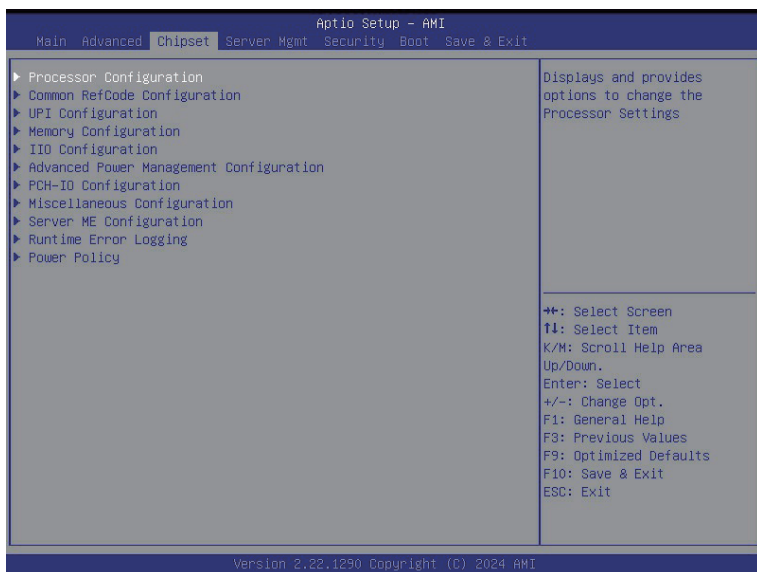 Aptio Setup – AMI
Main Advanced Chipset Server Mgmt Security Boot Save & Exit
▶ Processor Configuration
▶ Common RefCode Configuration
▶ UPI Configuration
▶ Memory Configuration
▶ IIO Configuration
▶ Advanced Power Management Configuration
▶ PCH-IO Configuration
▶ Miscellaneous Configuration
▶ Server ME Configuration
▶ Runtime Error Logging
▶ Power Policy
Displays and provides
options to change the
Processor Settings
→←: Select Screen
↑↓: Select Item
K/M: Scroll Help Area
Up/Down.
Enter: Select
+/-: Change Opt.
F1: General Help
F3: Previous Values
F9: Optimized Defaults
F10: Save & Exit
ESC: Exit
Version 2.22.1290 Copyright (C) 2024 AMI